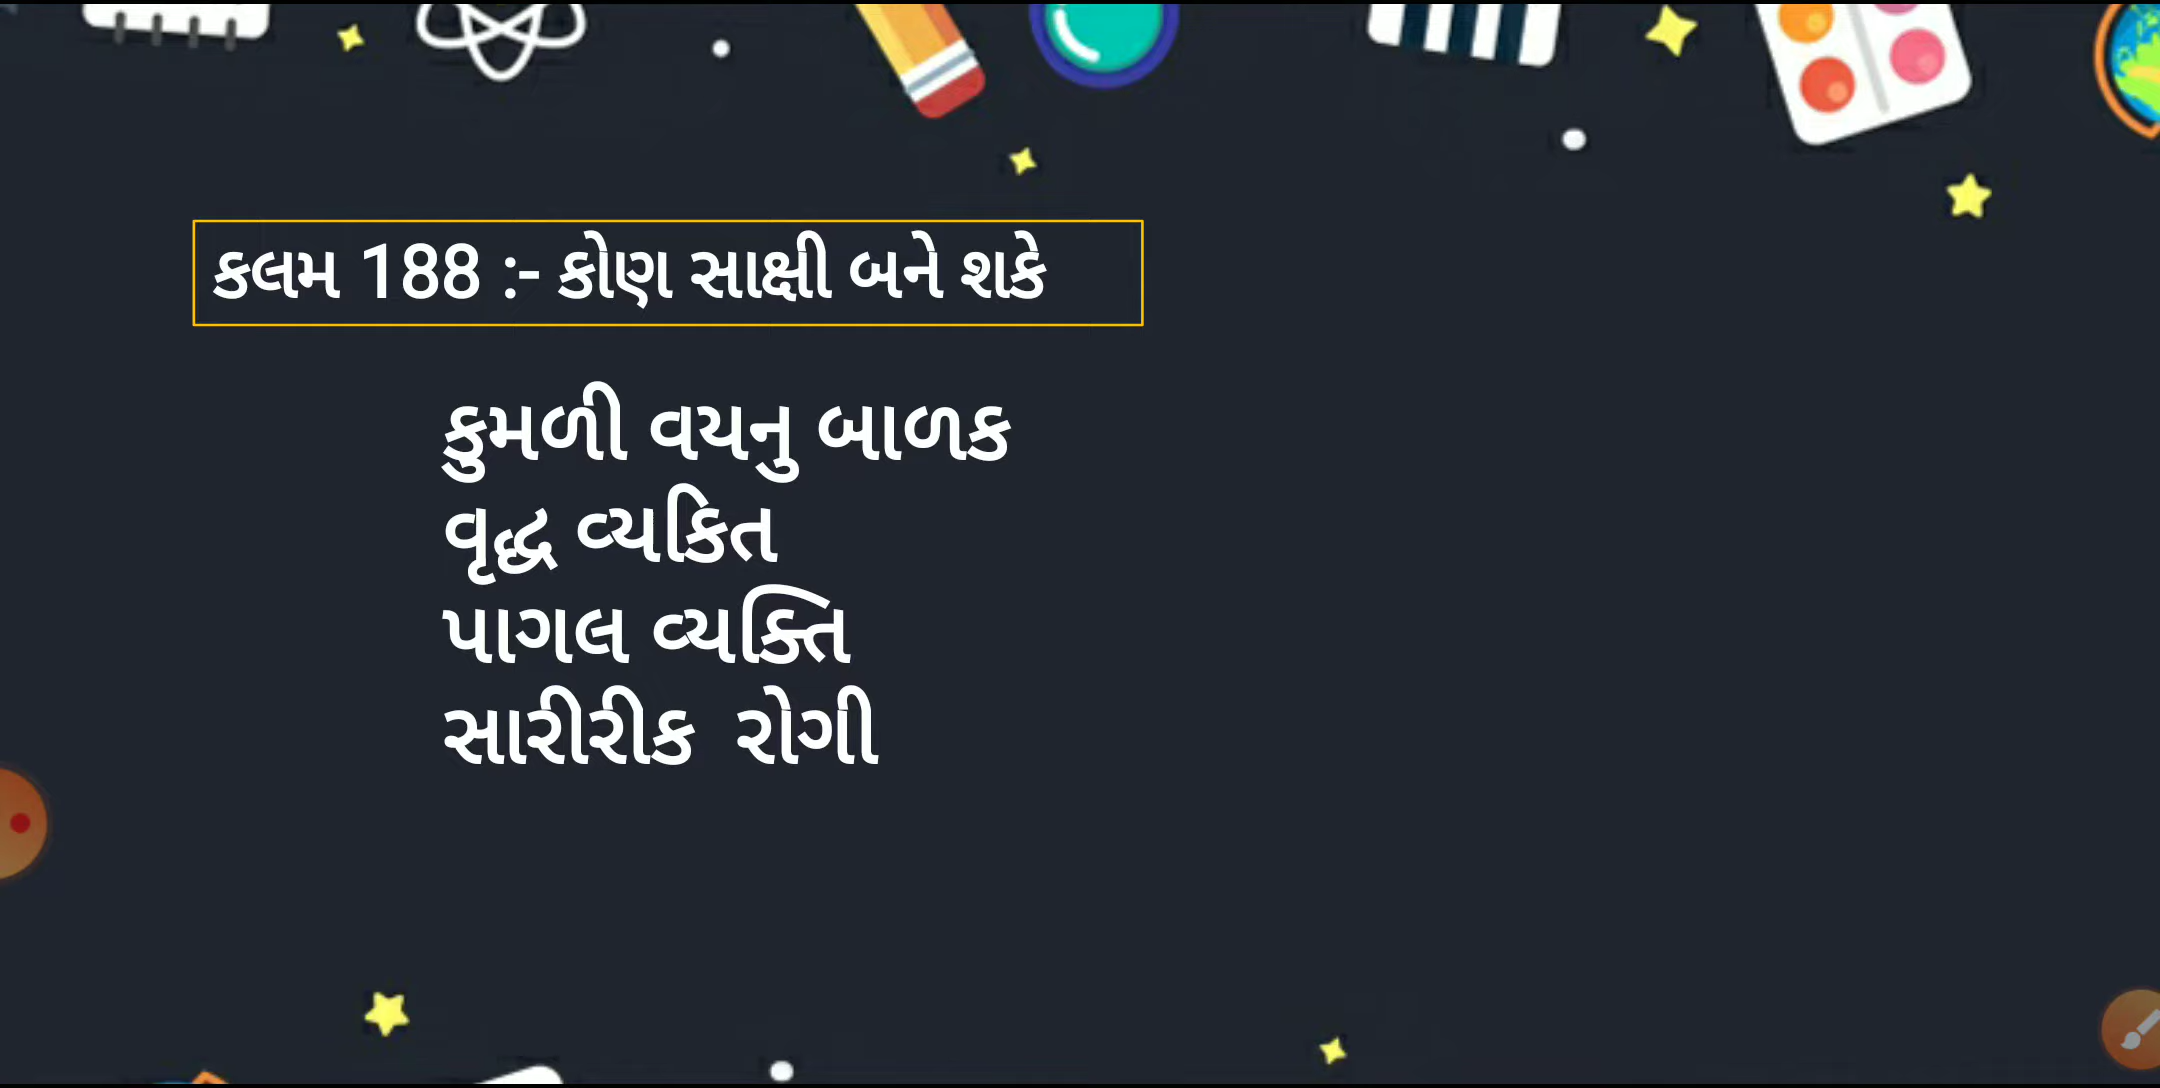 કલમ 188 :- કોણ સાક્ષી બને શકે
કુમળી વયનુ બાળક
વૃદ્ધ વ્યકિત
પાગલ વ્યક્તિ
સારીરીક રોગી